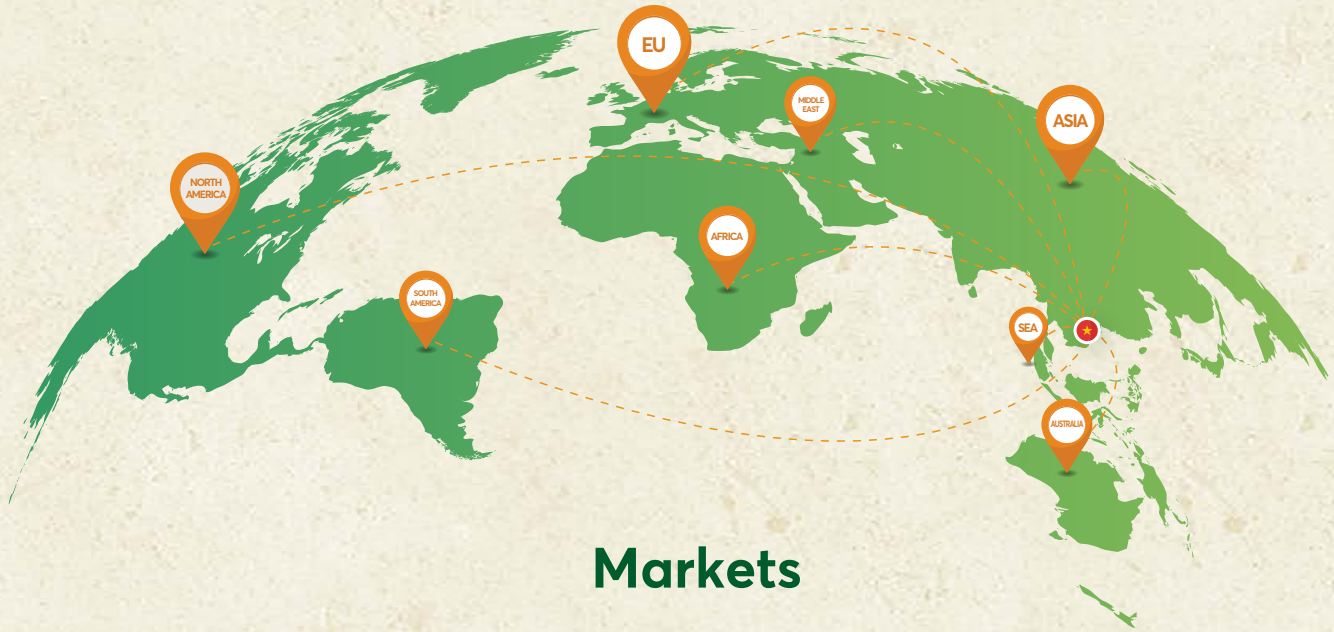 EU
MIDDLE
EAST
ASIA
NORTH
AMERICA
AFRICA
SOUTH
AMERICA
SEA
AUSTRALIA
Markets